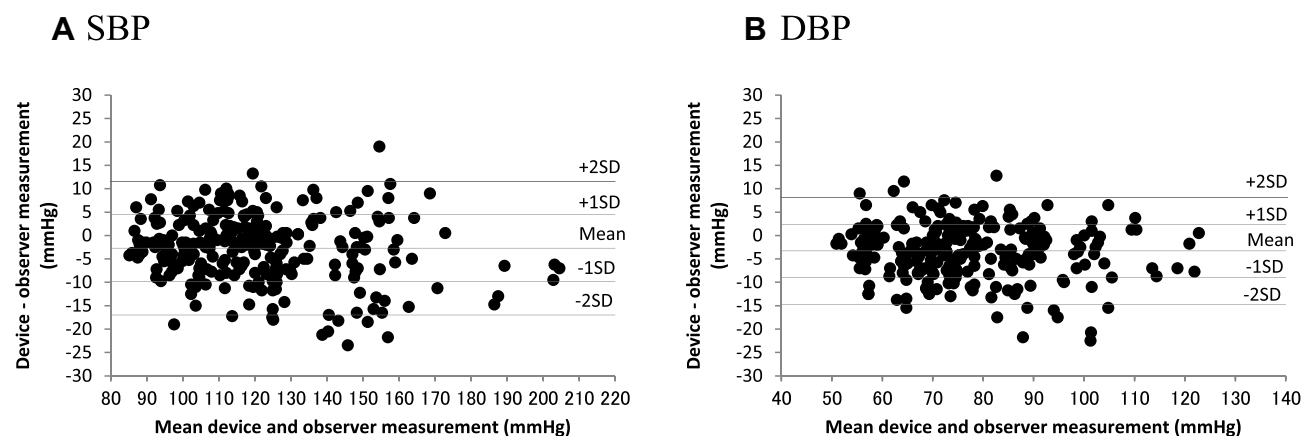 A SBP
B DBP
Device - observer measurement
(mmHg)
30
25
20
15
10
5
0
-5
-10
-15
-20
-25
-30
+2SD
+1SD
Mean
-1SD
-2SD
80 90 100 110 120 130 140 150 160 170 180 190 200 210 220
Mean device and observer measurement (mmHg)
Device - observer measurement
(mmHg)
30
25
20
15
10
5
0
-5
-10
-15
-20
-25
-30
+2SD
+1SD
Mean
-1SD
-2SD
40 50 60 70 80 90 100 110 120 130 140
Mean device and observer measurement (mmHg)